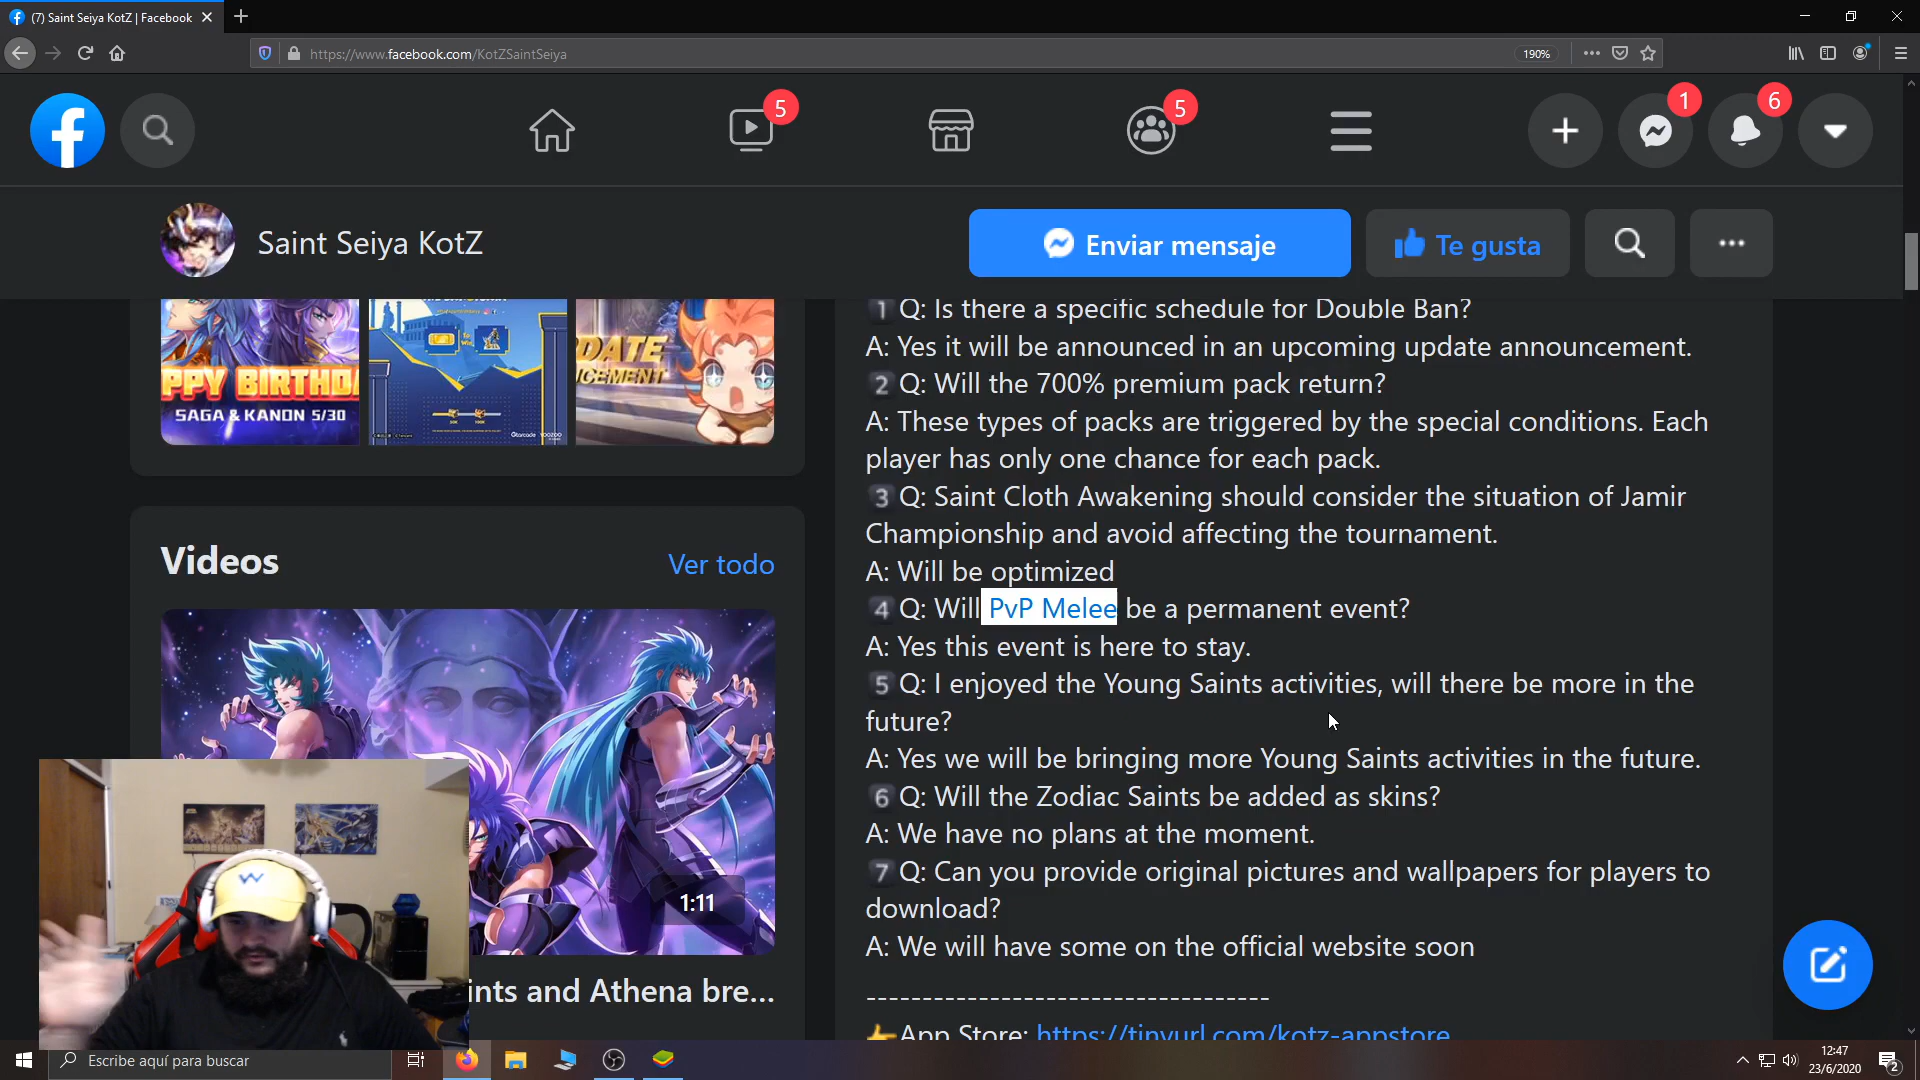 (7) Saint Seiya KotZ | Facebook
https://www.facebook.com/KotZSaintSeiya
190%
5
5
1
6
Saint Seiya KotZ
Enviar mensaje
Te gusta
PPY BIRTHDA
SAGA & KANON 5/30
DATE
Videos
Ver todo
1:11
ints and Athena bre...
1 Q: Is there a specific schedule for Double Ban?
A: Yes it will be announced in an upcoming update announcement.
2 Q: Will the 700% premium pack return?
A: These types of packs are triggered by the special conditions. Each
player has only one chance for each pack.
3 Q: Saint Cloth Awakening should consider the situation of Jamir
Championship and avoid affecting the tournament.
A: Will be optimized
4 Q: Will PvP Melee be a permanent event?
A: Yes this event is here to stay.
5 Q: I enjoyed the Young Saints activities, will there be more in the
future?
A: Yes we will be bringing more Young Saints activities in the future.
6 Q: Will the Zodiac Saints be added as skins?
A: We have no plans at the moment.
7 Q: Can you provide original pictures and wallpapers for players to
download?
A: We will have some on the official website soon
------------------------------------
App Store: https://tinyurl.com/kotz-appstore
Escribe aquí para buscar
12:47
23/6/2020
2